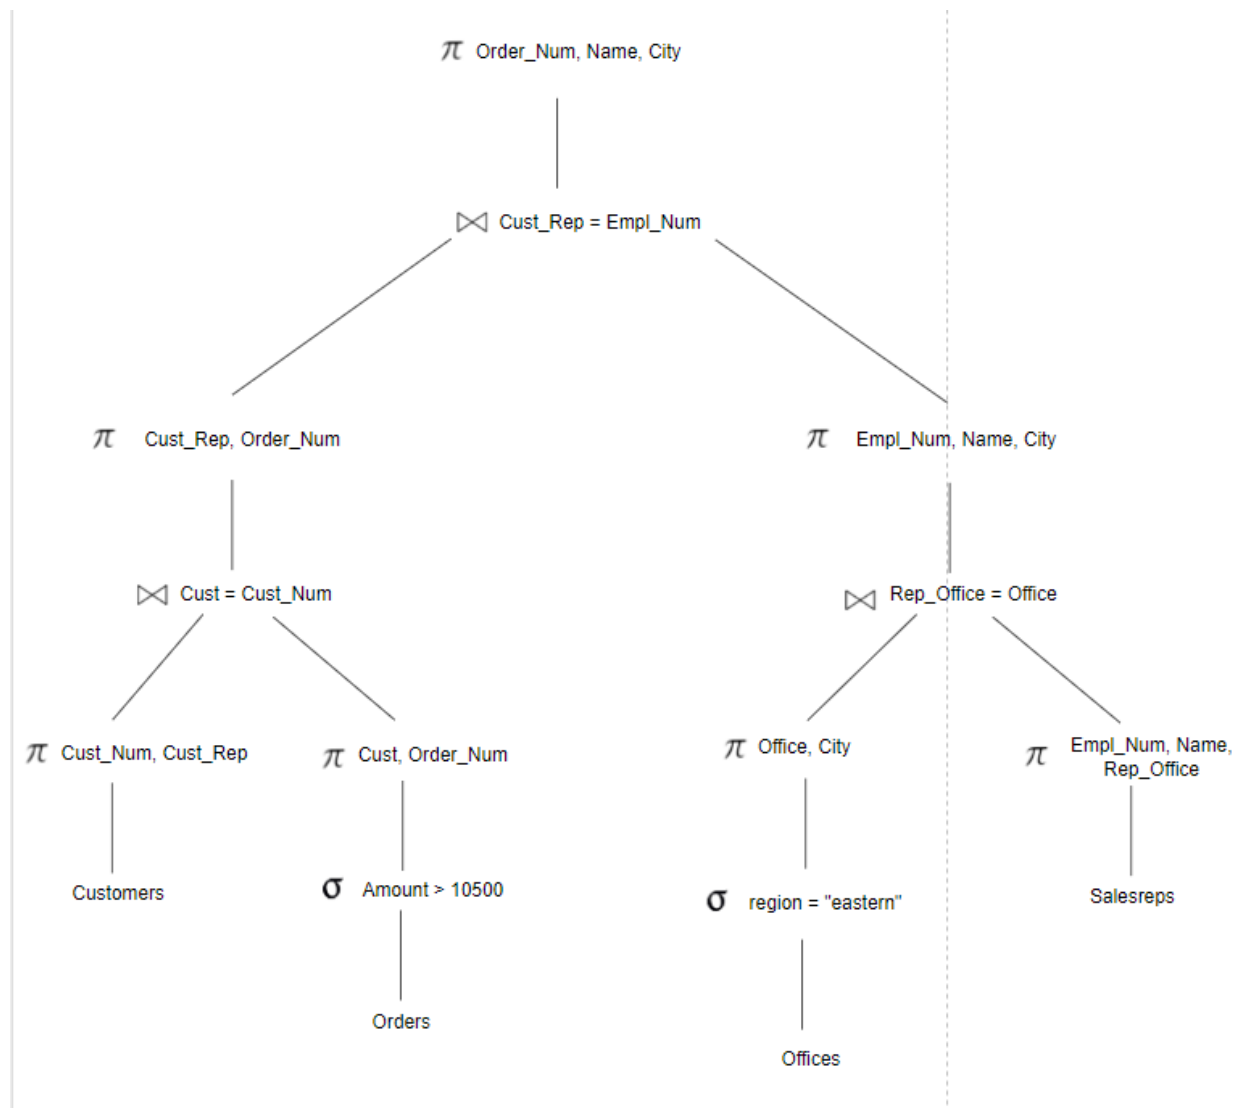 π Order_Num, Name, City
⋈ Cust_Rep = Empl_Num
π Cust_Rep, Order_Num
π Empl_Num, Name, City
⋈ Cust = Cust_Num
⋈ Rep_Office = Office
π Cust_Num, Cust_Rep
π Cust, Order_Num
π Office, City
π Empl_Num, Name,
Rep_Office
Customers
σ Amount > 10500
σ region = "eastern"
Salesreps
Orders
Offices